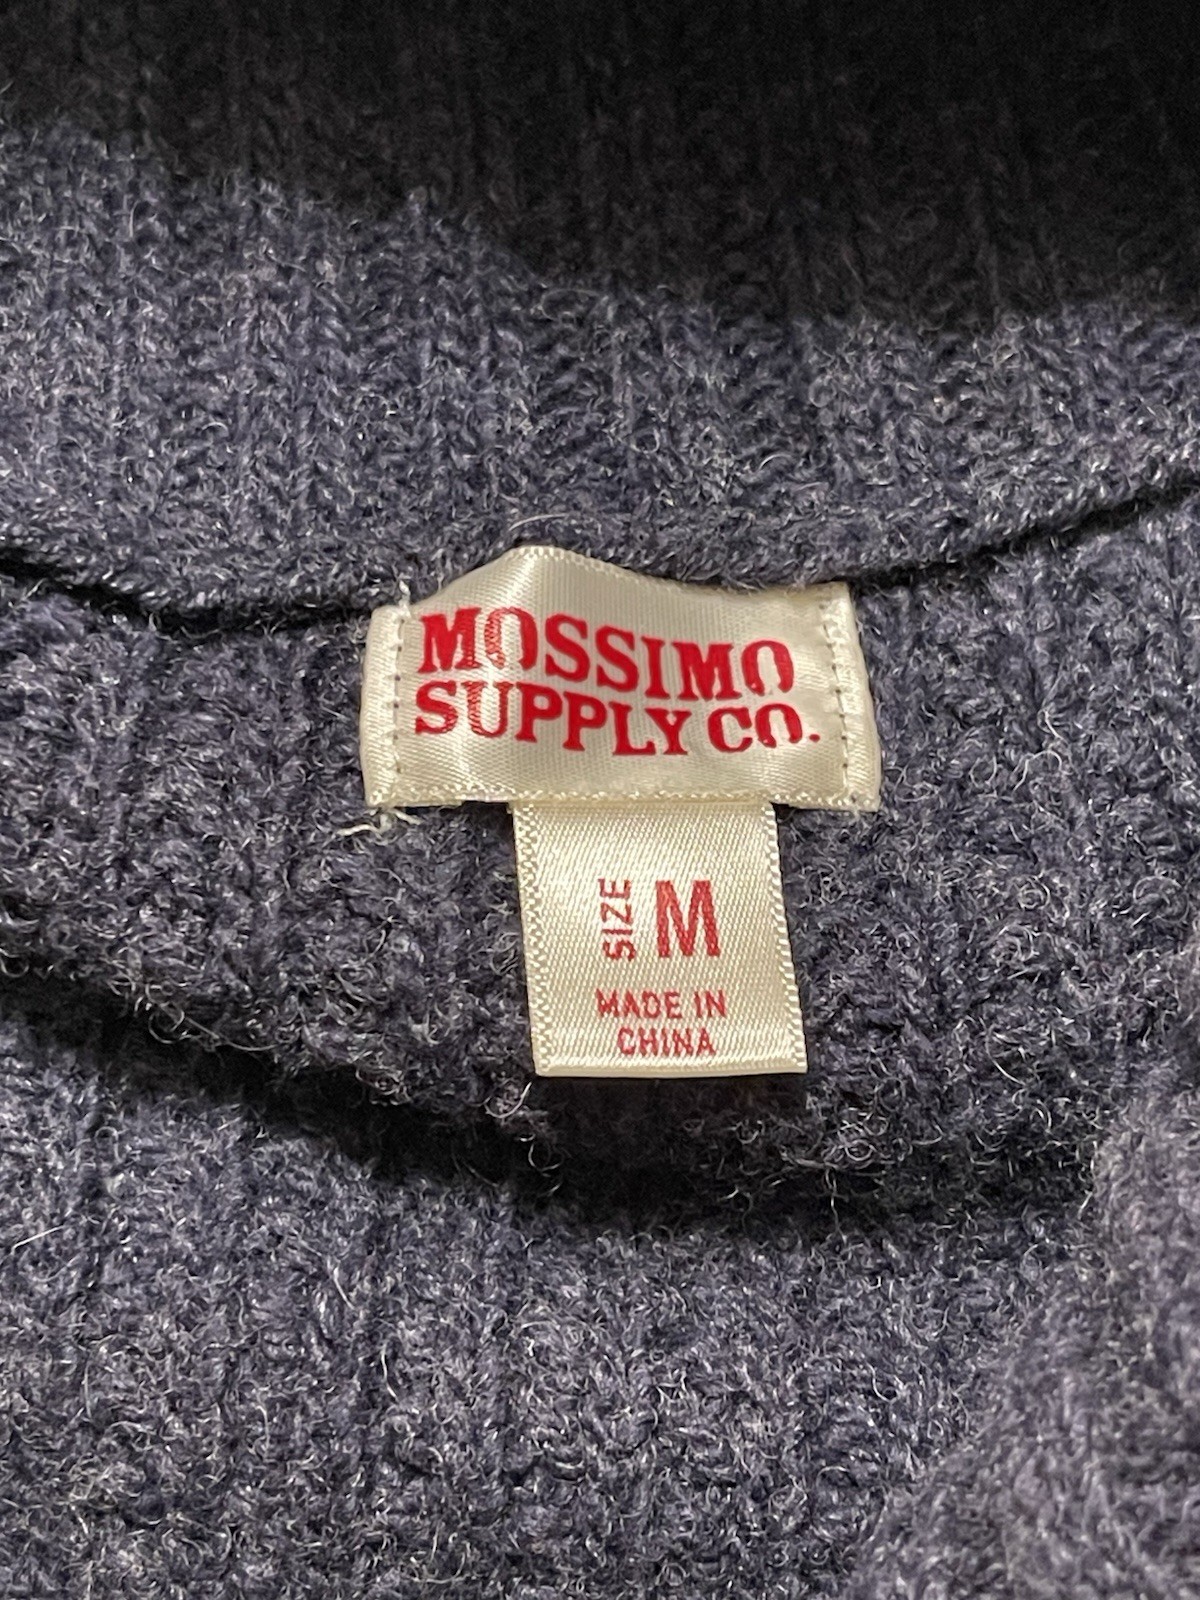 MOSSIMO
SUPPLY CO.
SIZE M
MADE IN
CHINA